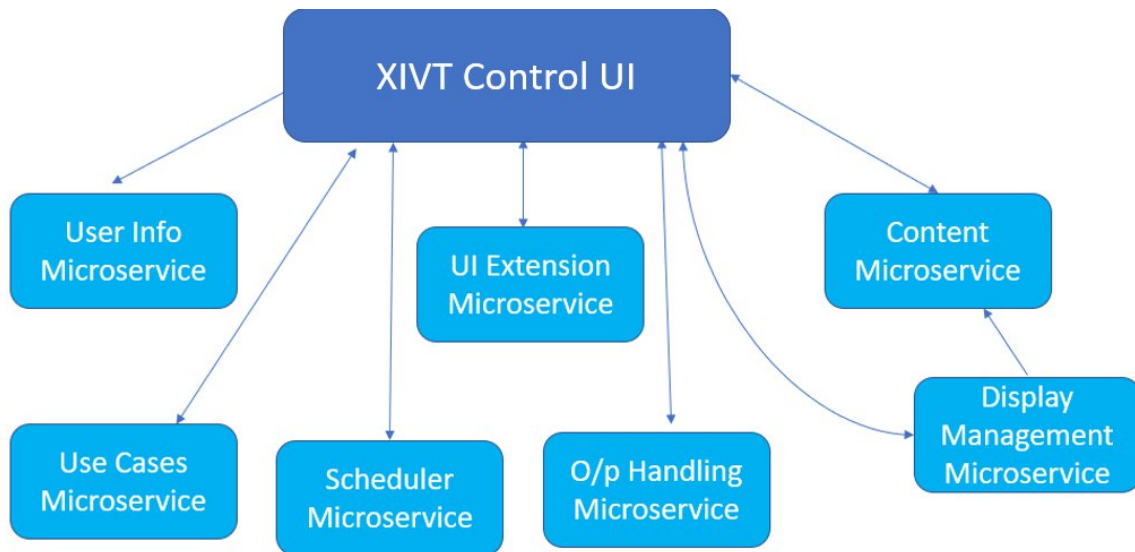 XIVT Control UI
User Info
Microservice
UI Extension
Microservice
Content
Microservice
Use Cases
Microservice
Scheduler
Microservice
O/p Handling
Microservice
Display
Management
Microservice